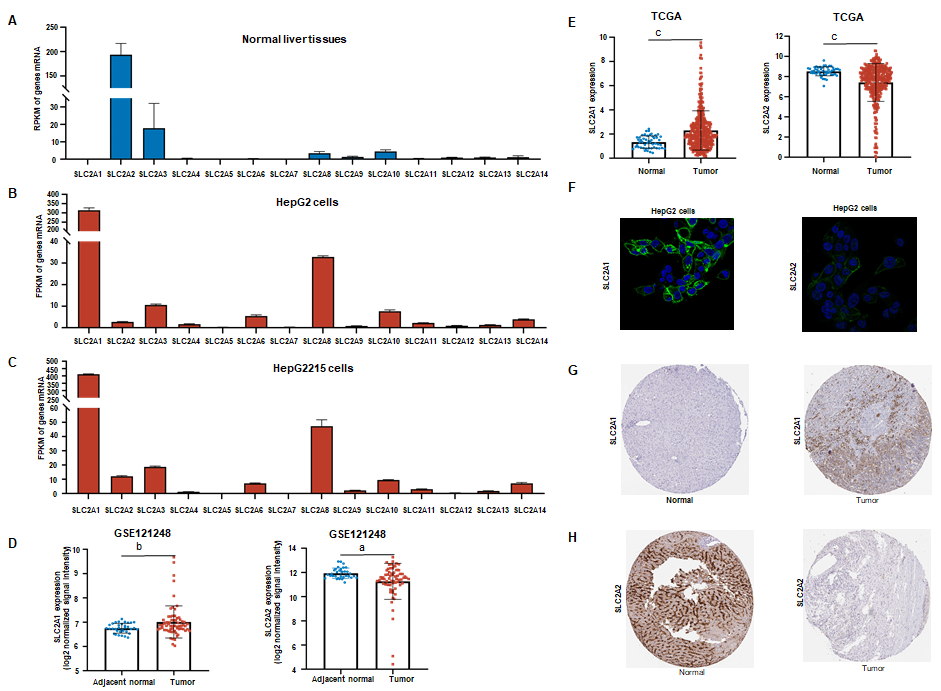 A
Normal liver tissues
RPKM of genes mRNA
250
200
150
30
20
10
0
SLC2A1 SLC2A2 SLC2A3 SLC2A4 SLC2A5 SLC2A6 SLC2A7 SLC2A8 SLC2A9 SLC2A10 SLC2A11 SLC2A12 SLC2A13 SLC2A14
B
HepG2 cells
FPKM of genes mRNA
400
350
300
250
200
40
30
20
10
0
SLC2A1 SLC2A2 SLC2A3 SLC2A4 SLC2A5 SLC2A6 SLC2A7 SLC2A8 SLC2A9 SLC2A10 SLC2A11 SLC2A12 SLC2A13 SLC2A14
C
HepG2215 cells
FPKM of genes mRNA
500
450
400
350
300
250
60
50
40
30
20
10
0
SLC2A1 SLC2A2 SLC2A3 SLC2A4 SLC2A5 SLC2A6 SLC2A7 SLC2A8 SLC2A9 SLC2A10 SLC2A11 SLC2A12 SLC2A13 SLC2A14
D
GSE121248
b
SLC2A1 expression
(log2 normalized signal intensity)
10
9
8
7
6
5
Adjacent normal Tumor
GSE121248
a
SLC2A2 expression
(log2 normalized signal intensity)
14
12
10
8
6
4
Adjacent normal Tumor
E
TCGA
C
SLC2A1 expression
10
8
6
4
2
0
Normal Tumor
TCGA
C
SLC2A2 expression
12
10
8
6
4
2
0
Normal Tumor
F
HepG2 cells
SLC2A1
HepG2 cells
SLC2A2
G
SLC2A1
Normal
SLC2A1
Tumor
H
SLC2A2
Normal
SLC2A2
Tumor